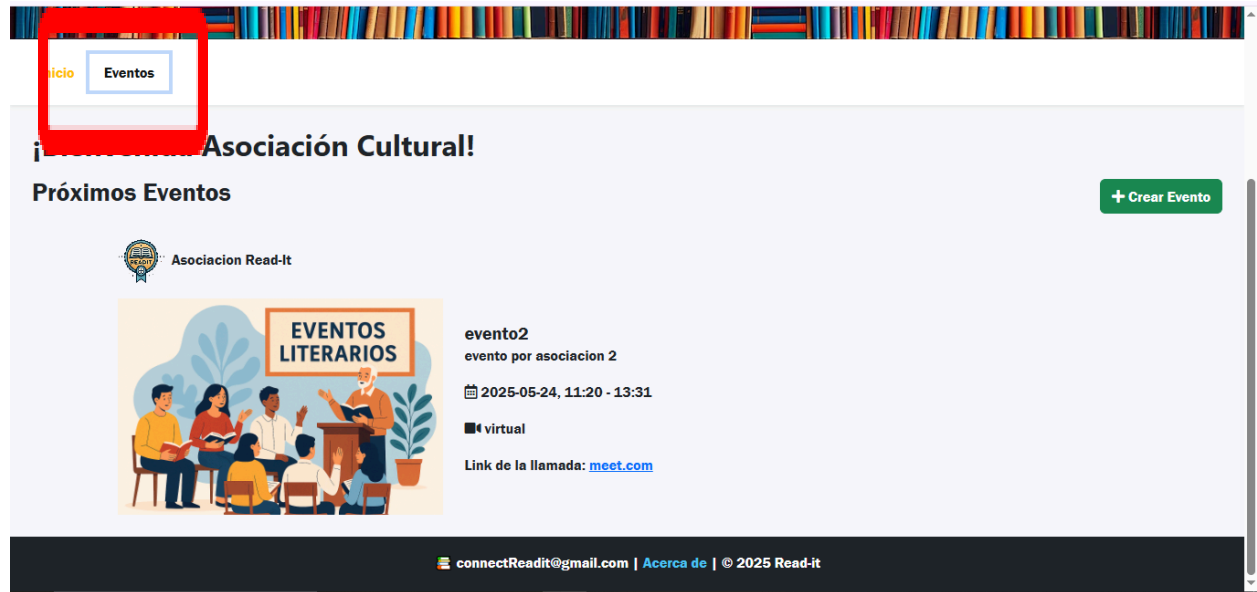 Eventos
Asociación Cultural!
Próximos Eventos
+ Crear Evento
READIT
Asociacion Read-It
EVENTOS
LITERARIOS
evento2
evento por asociacion 2
2025-05-24, 11:20 - 13:31
virtual
Link de la llamada: meet.com
connectReadit@gmail.com | Acerca de | © 2025 Read-it